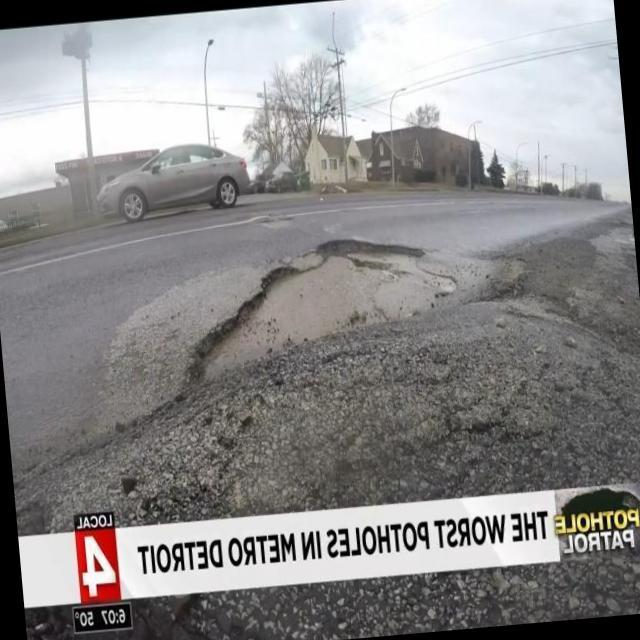 POTHOLE
PATROL
THE WORST POTHOLES IN METRO DETROIT
LOCAL
4
6:07 50°